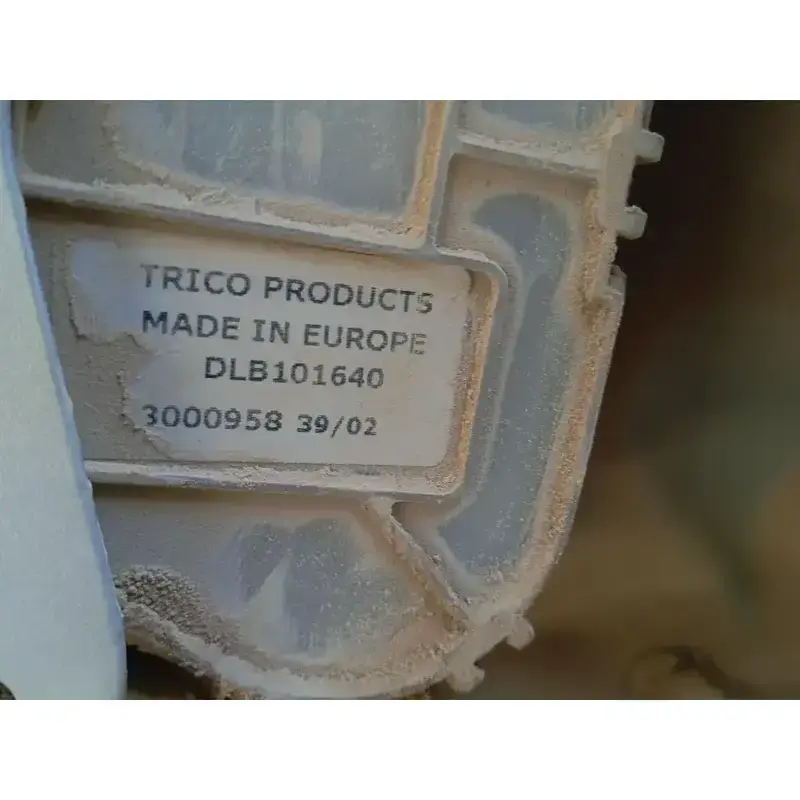 TRICO PRODUCTS
MADE IN EUROPE
DLB101640
3000958 39/02